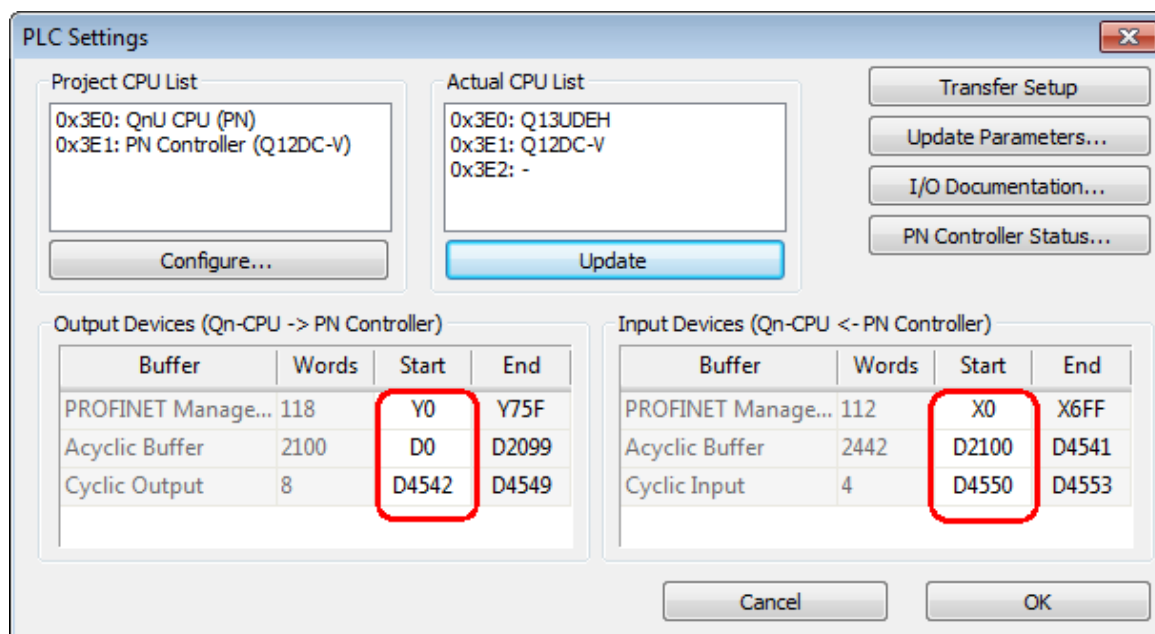 PLC Settings
Project CPU List
0x3E0: QnU CPU (PN)
0x3E1: PN Controller (Q12DC-V)
Configure...
Actual CPU List
0x3E0: Q13UDEH
0x3E1: Q12DC-V
0x3E2: -
Update
Transfer Setup
Update Parameters...
I/O Documentation...
PN Controller Status...
Output Devices (Qn-CPU -> PN Controller)
Buffer Words Start End
PROFINET Manage... 118 Y0 Y75F
Acyclic Buffer 2100 D0 D2099
Cyclic Output 8 D4542 D4549
Input Devices (Qn-CPU <- PN Controller)
Buffer Words Start End
PROFINET Manage... 112 X0 X6FF
Acyclic Buffer 2442 D2100 D4541
Cyclic Input 4 D4550 D4553
Cancel
OK